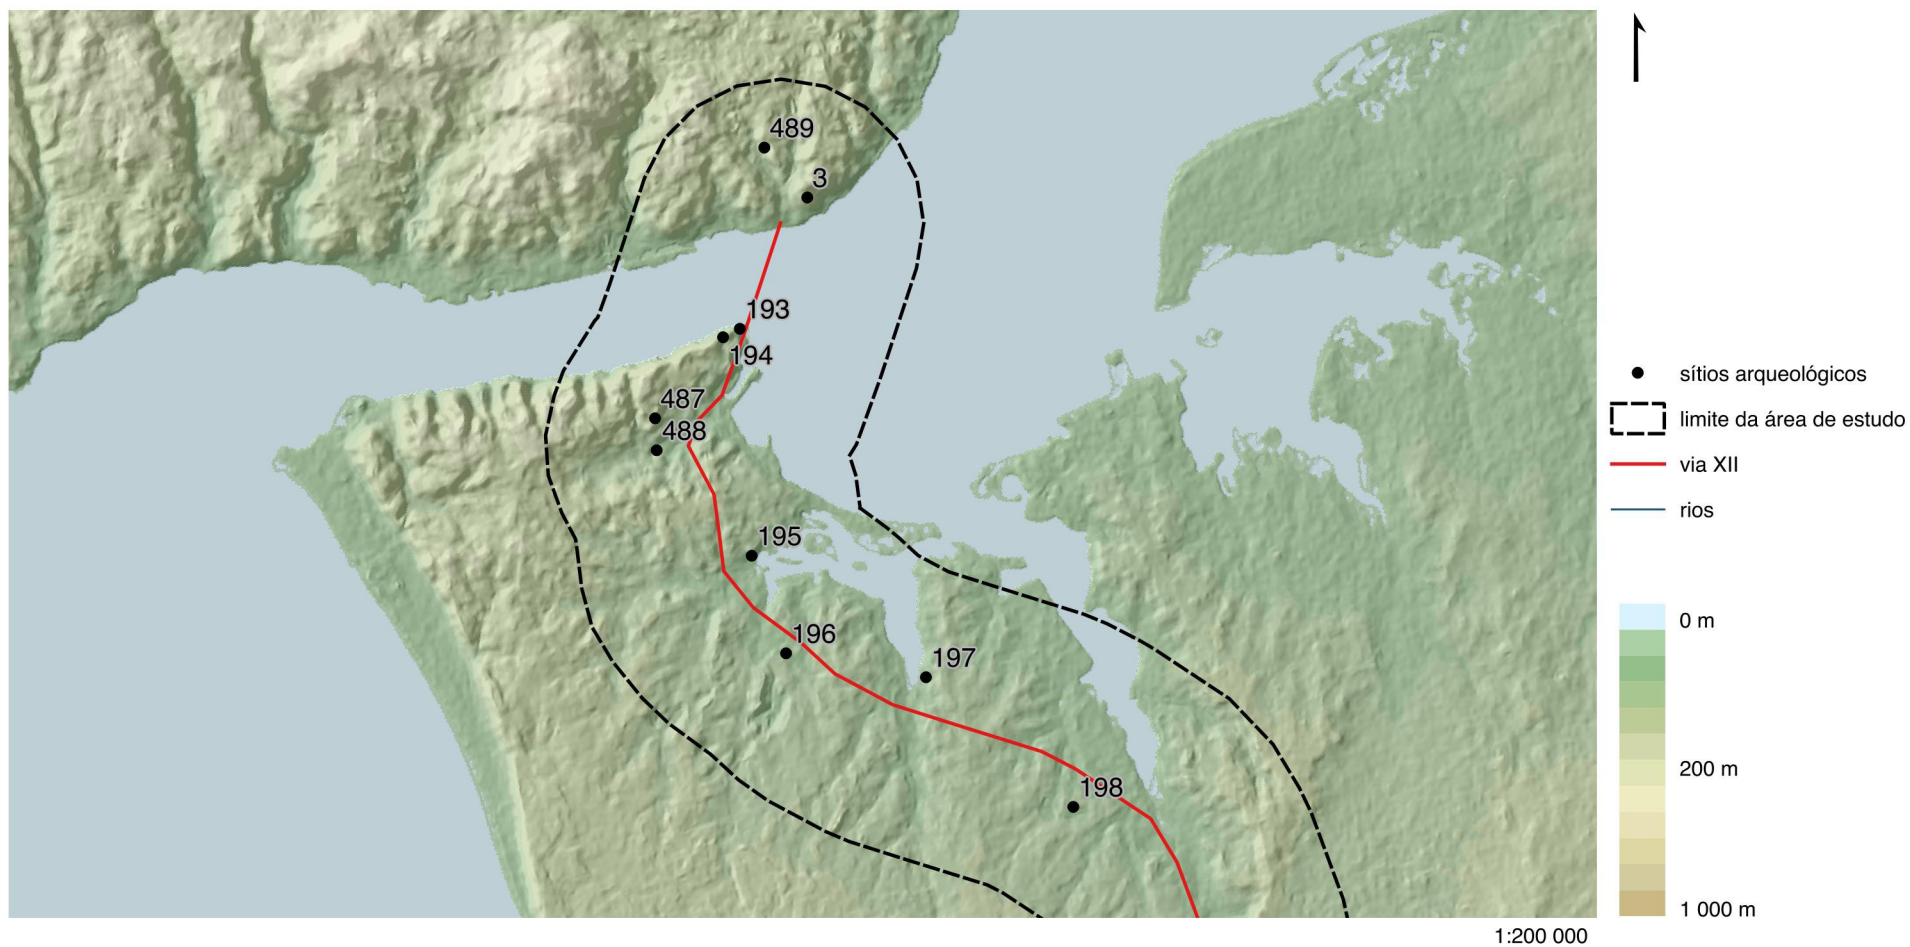 489
3
193
194
487
488
195
196
197
198
sítios arqueológicos
limite da área de estudo
via XII
rios
0 m
200 m
1 000 m
1:200 000